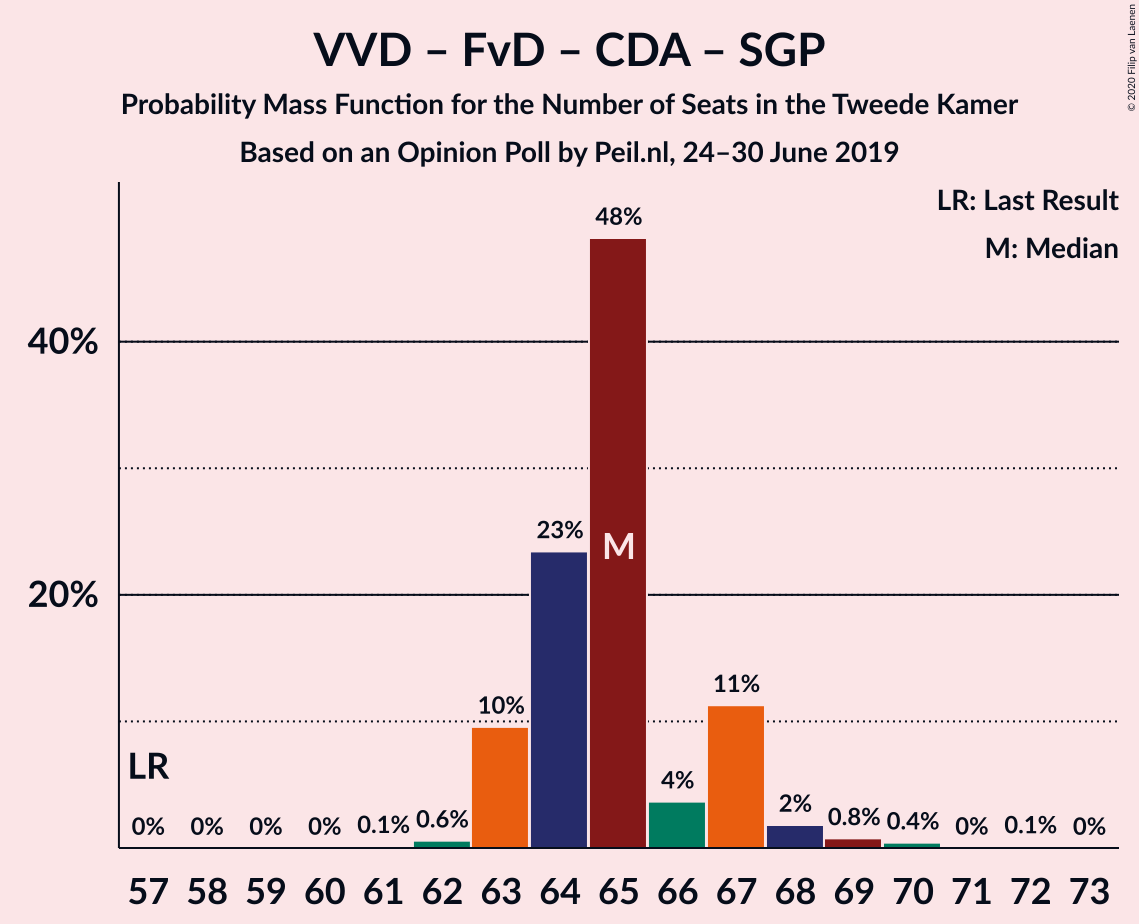 VVD – FvD – CDA – SGP
Probability Mass Function for the Number of Seats in the Tweede Kamer
Based on an Opinion Poll by Peil.nl, 24–30 June 2019
© 2020 Filip van Laenen
LR: Last Result
M: Median
40%
20%
LR
M
0% 0% 0% 0% 0.1% 0.6% 10% 23% 48% 4% 11% 2% 0.8% 0.4% 0% 0.1% 0%
57 58 59 60 61 62 63 64 65 66 67 68 69 70 71 72 73